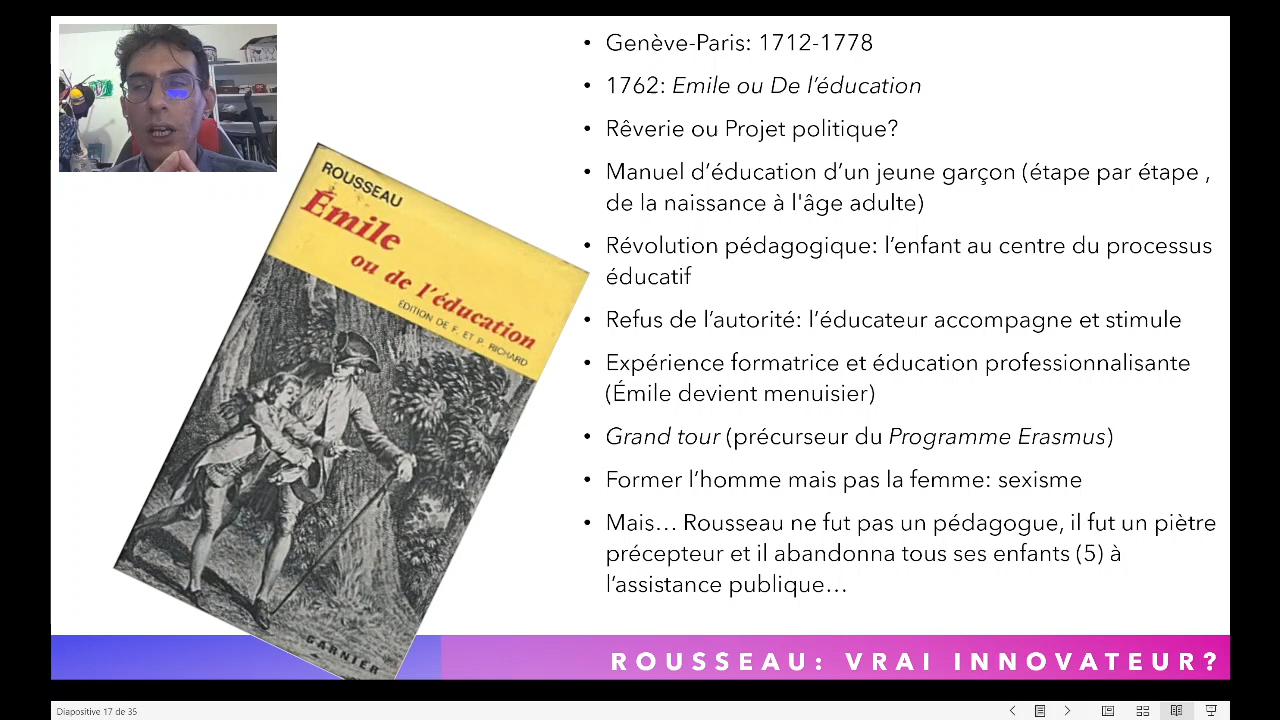 • Genève-Paris: 1712-1778
• 1762: Emile ou De l’éducation
• Rêverie ou Projet politique?
• Manuel d’éducation d’un jeune garçon (étape par étape ,
de la naissance à l'âge adulte)
• Révolution pédagogique: l’enfant au centre du processus
éducatif
• Refus de l’autorité: l’éducateur accompagne et stimule
• Expérience formatrice et éducation professionnalisante
(Émile devient menuisier)
• Grand tour (précurseur du Programme Erasmus)
• Former l’homme mais pas la femme: sexisme
• Mais… Rousseau ne fut pas un pédagogue, il fut un piètre
précepteur et il abandonna tous ses enfants (5) à
l’assistance publique…
ROUSSEAU
Émile
ou de l'éducation
ÉDITION DE F. ET P. RICHARD
GARNIER
ROUSSEAU: VRAI INNOVATEUR?
Diapositive 17 de 35